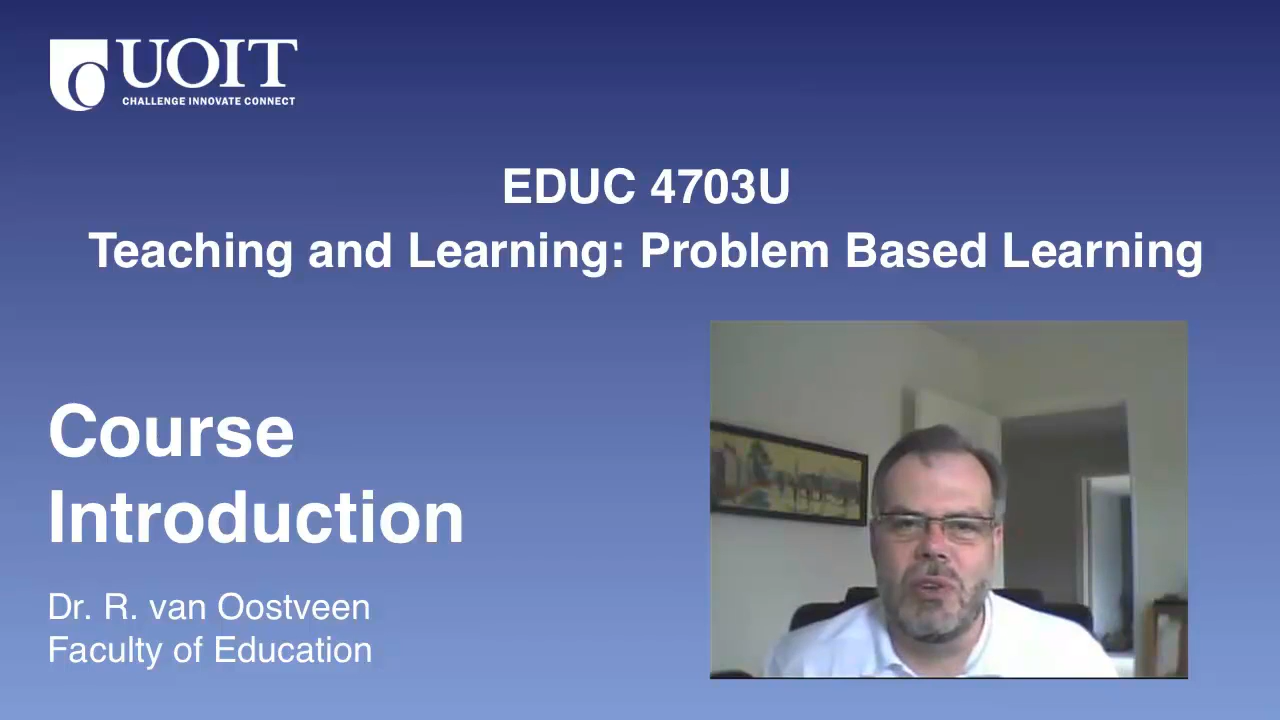 UOIT
CHALLENGE INNOVATE CONNECT
EDUC 4703U
Teaching and Learning: Problem Based Learning
Course
Introduction
Dr. R. van Oostveen
Faculty of Education